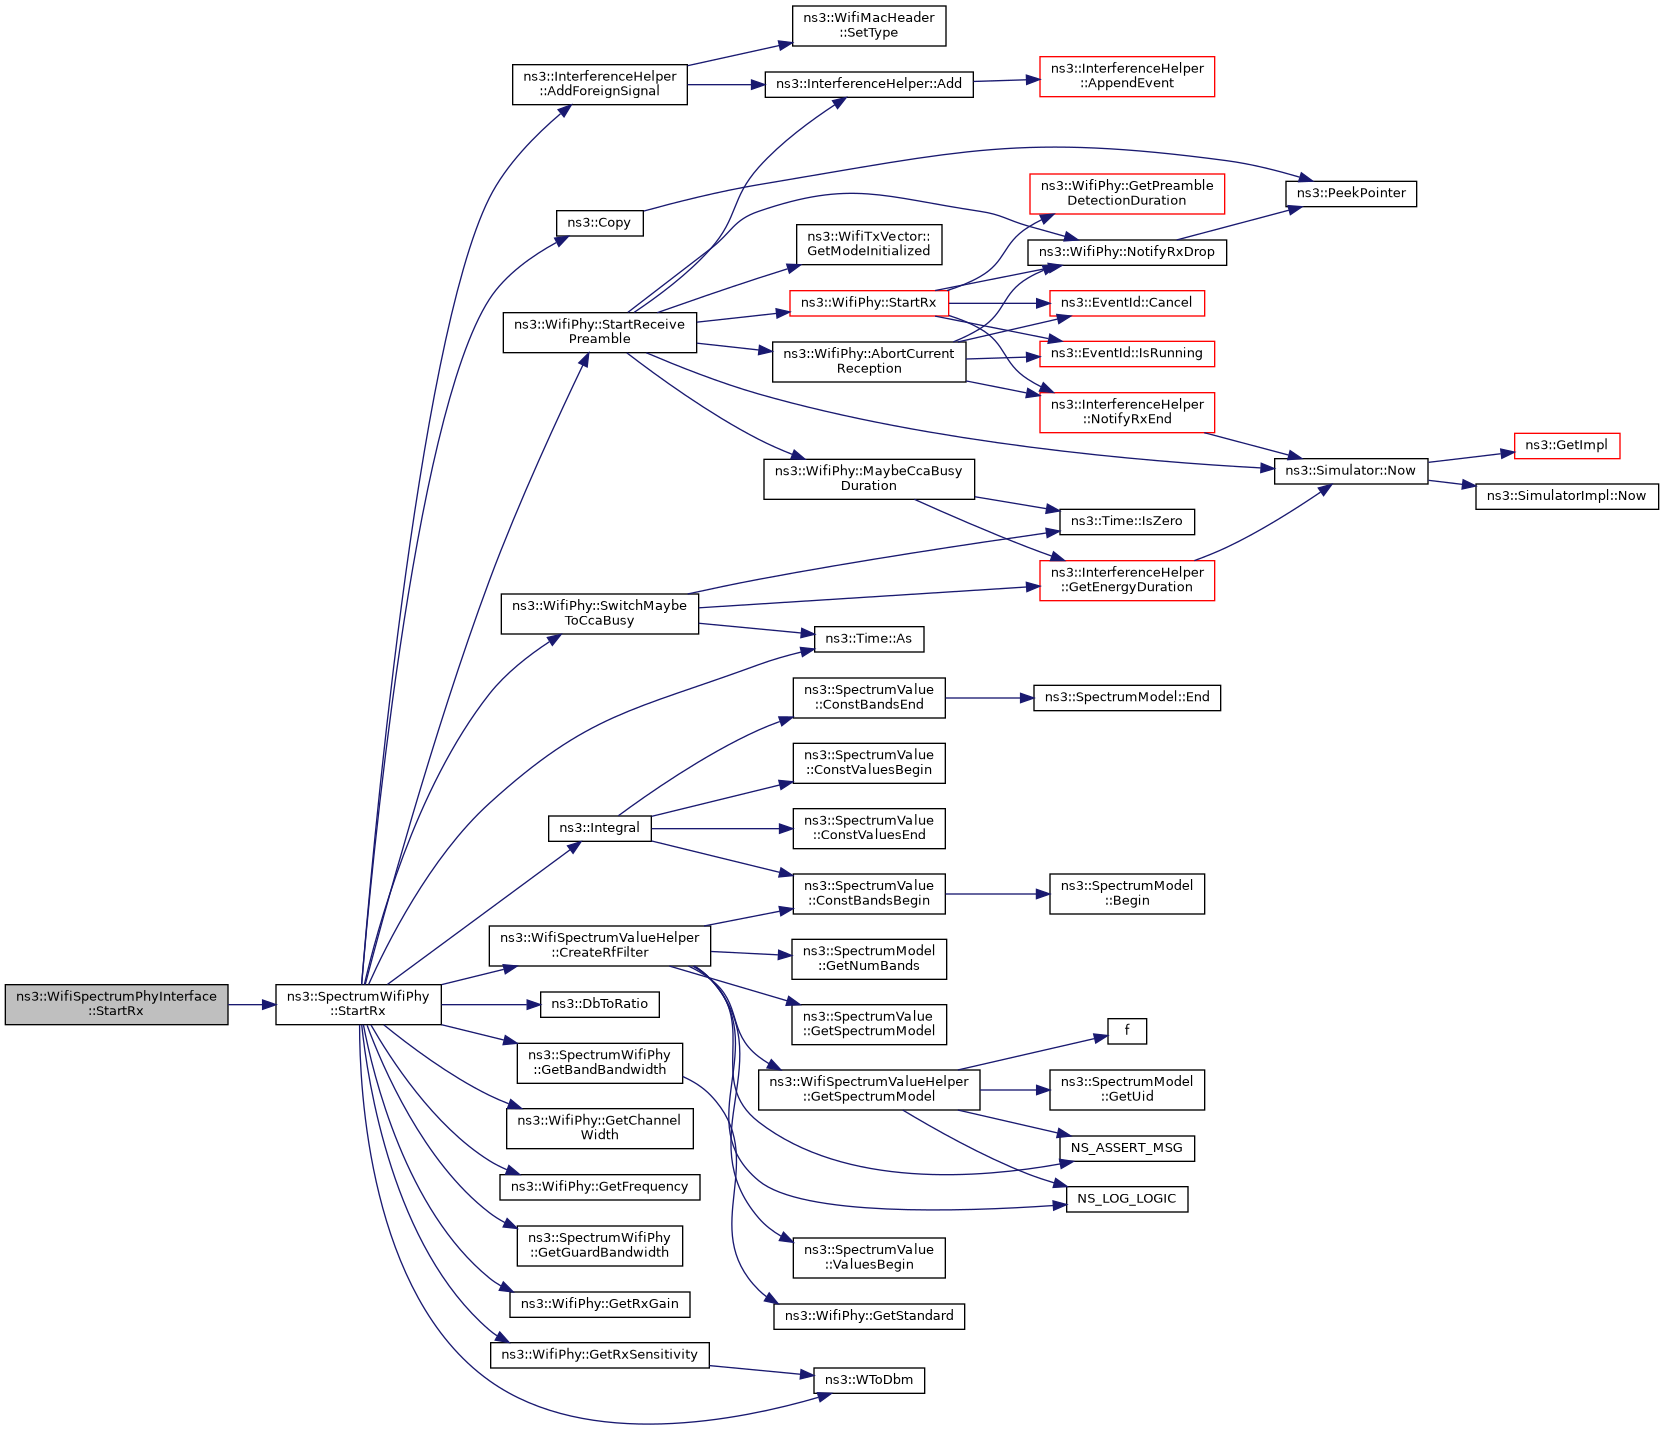 ns3::WifiMacHeader
::SetType
ns3::InterferenceHelper
::AddForeignSignal
ns3::InterferenceHelper::Add
ns3::InterferenceHelper
::AppendEvent
ns3::Copy
ns3::WifiPhy::GetPreamble
DetectionDuration
ns3::PeekPointer
ns3::WifiTxVector::
GetModeInitialized
ns3::WifiPhy::NotifyRxDrop
ns3::WifiPhy::StartReceive
Preamble
ns3::WifiPhy::StartRx
ns3::EventId::Cancel
ns3::WifiPhy::AbortCurrent
Reception
ns3::EventId::IsRunning
ns3::InterferenceHelper
::NotifyRxEnd
ns3::WifiPhy::MaybeCcaBusy
Duration
ns3::Simulator::Now
ns3::GetImpl
ns3::SimulatorImpl::Now
ns3::Time::IsZero
ns3::WifiPhy::SwitchMaybe
ToCcaBusy
ns3::InterferenceHelper
::GetEnergyDuration
ns3::Time::As
ns3::SpectrumValue
::ConstBandsEnd
ns3::SpectrumModel::End
ns3::SpectrumValue
::ConstValuesBegin
ns3::Integral
ns3::SpectrumValue
::ConstValuesEnd
ns3::SpectrumValue
::ConstBandsBegin
ns3::SpectrumModel
::Begin
ns3::WifiSpectrumValueHelper
::CreateRfFilter
ns3::SpectrumModel
::GetNumBands
ns3::WifiSpectrumPhyInterface
::StartRx
ns3::SpectrumWifiPhy
::StartRx
ns3::DbToRatio
ns3::SpectrumValue
::GetSpectrumModel
f
ns3::SpectrumWifiPhy
::GetBandBandwidth
ns3::WifiSpectrumValueHelper
::GetSpectrumModel
ns3::SpectrumModel
::GetUid
ns3::WifiPhy::GetChannel
Width
NS_ASSERT_MSG
ns3::WifiPhy::GetFrequency
NS_LOG_LOGIC
ns3::SpectrumWifiPhy
::GetGuardBandwidth
ns3::SpectrumValue
::ValuesBegin
ns3::WifiPhy::GetRxGain
ns3::WifiPhy::GetStandard
ns3::WifiPhy::GetRxSensitivity
ns3::WToDbm